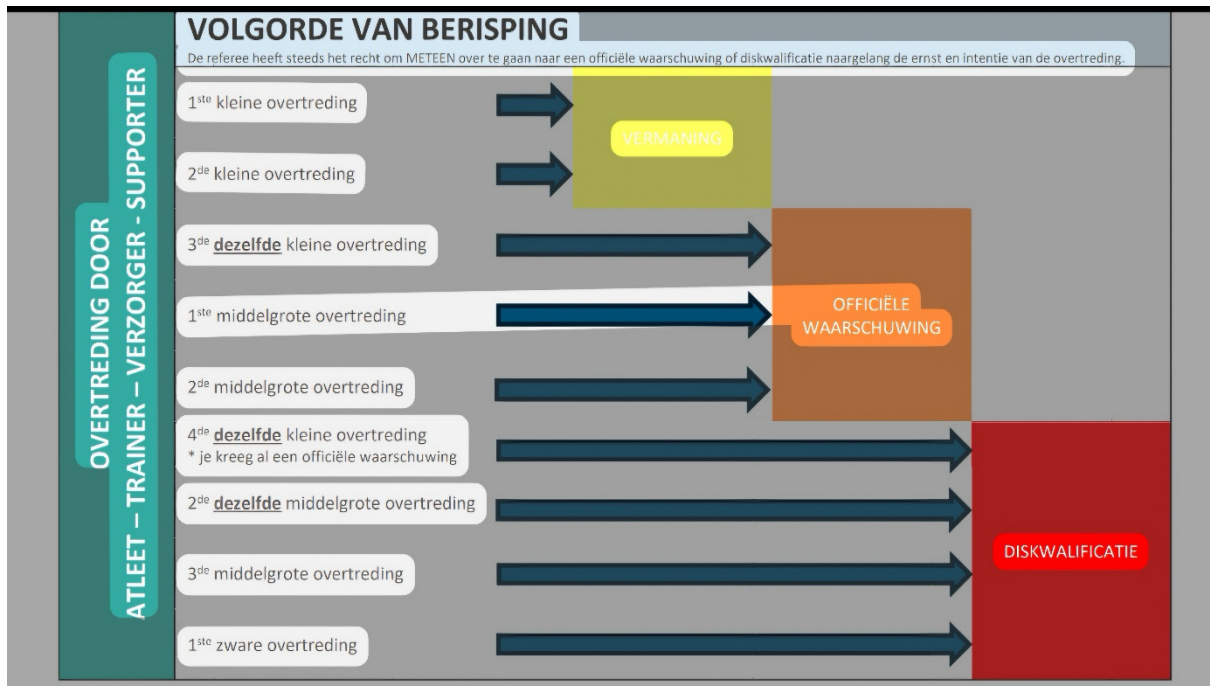 VOLGORDE VAN BERISPING
De referee heeft steeds het recht om METEEN over te gaan naar een officiële waarschuwing of diskwalificatie naargelang de ernst en intentie van de overtreding.
OVERTREDING DOOR
ATLEET – TRAINER – VERZORGER - SUPPORTER
1ste kleine overtreding
VERMANING
2de kleine overtreding
3de dezelfde kleine overtreding
1ste middelgrote overtreding
OFFICIËLE
WAARSCHUWING
2de middelgrote overtreding
4de dezelfde kleine overtreding
* je kreeg al een officiële waarschuwing
2de dezelfde middelgrote overtreding
DISKWALIFICATIE
3de middelgrote overtreding
1ste zware overtreding